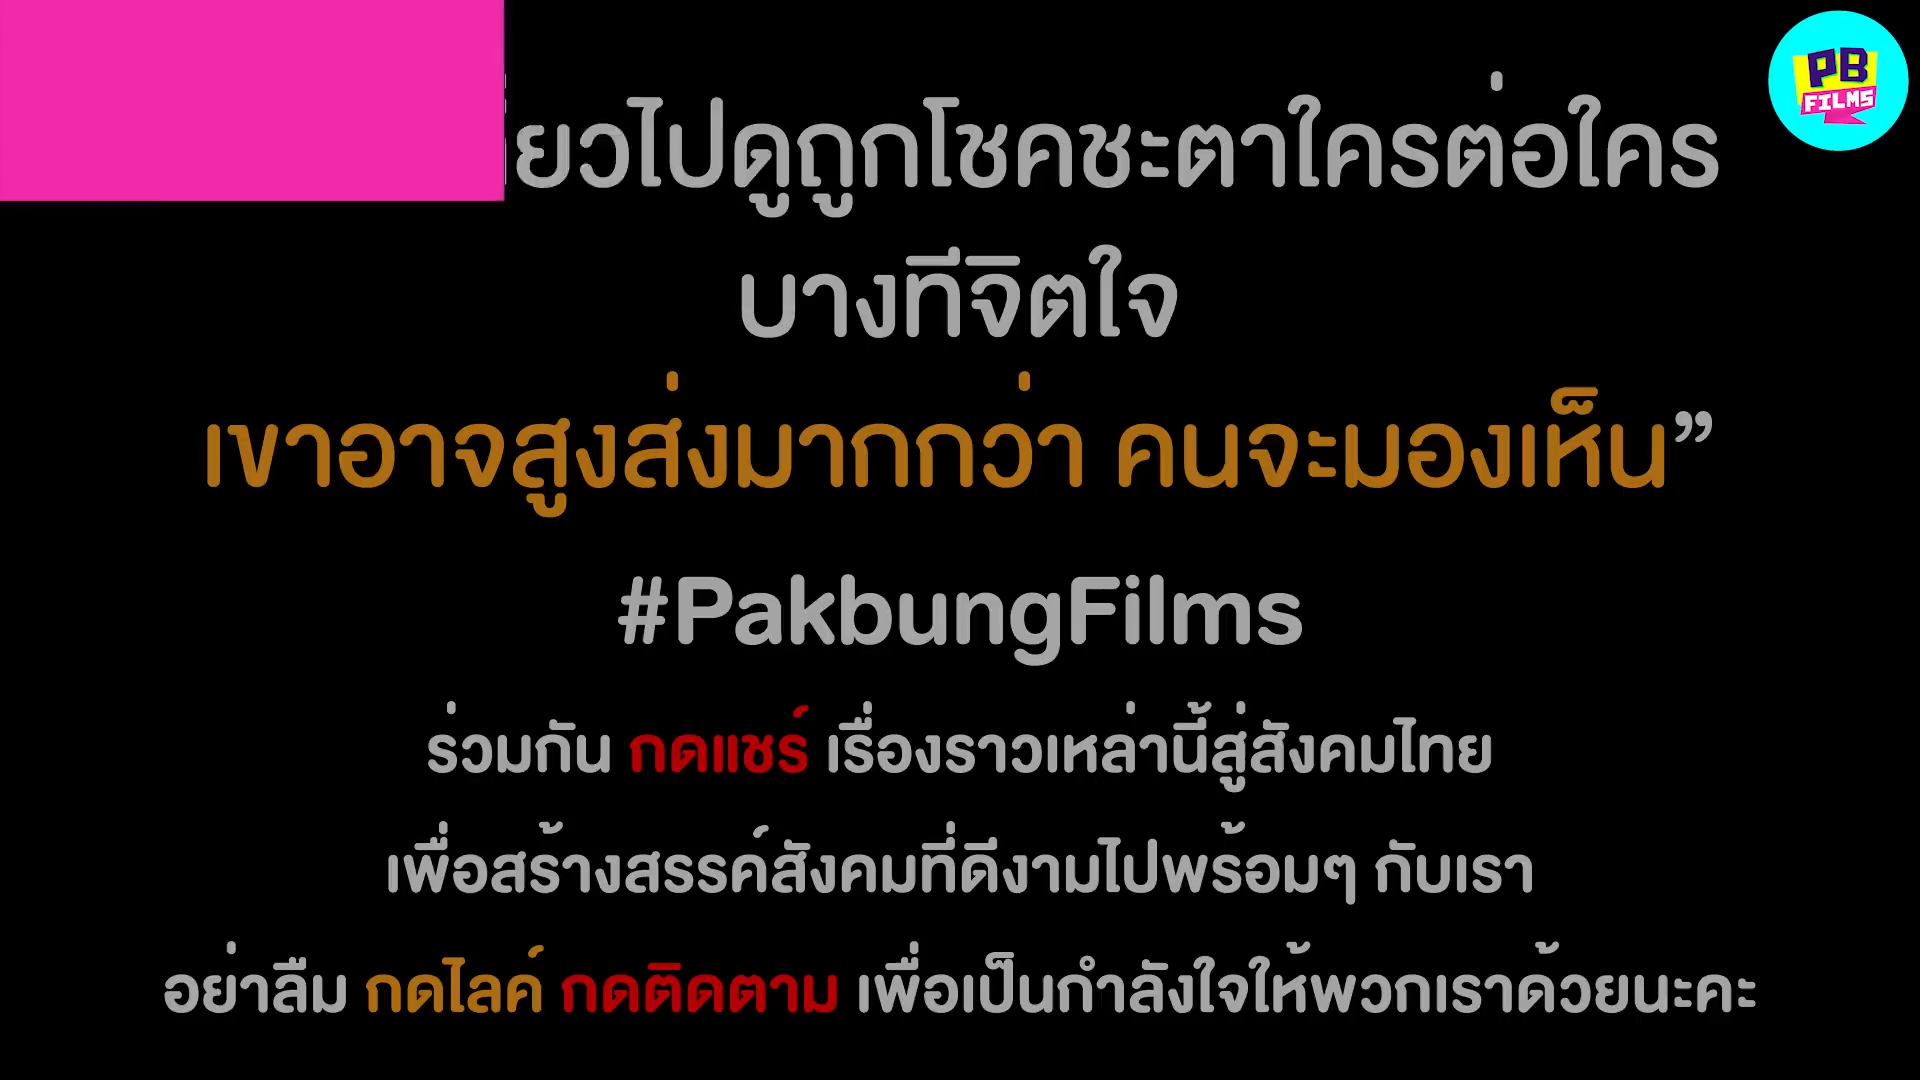 PB
FILMS
ไปดูถูกโชคชะตาใครต่อใคร
บางทีจิตใจ
เขาอาจสูงส่งมากกว่า คนจะมองเห็น”
#PakbungFilms
ร่วมกัน กดแชร์ เรื่องราวเหล่านี้สู่สังคมไทย
เพื่อสร้างสรรค์สังคมที่ดีงามไปพร้อมๆ กับเรา
อย่าลืม กดไลค์ กดติดตาม เพื่อเป็นกำลังใจให้พวกเราด้วยนะคะ